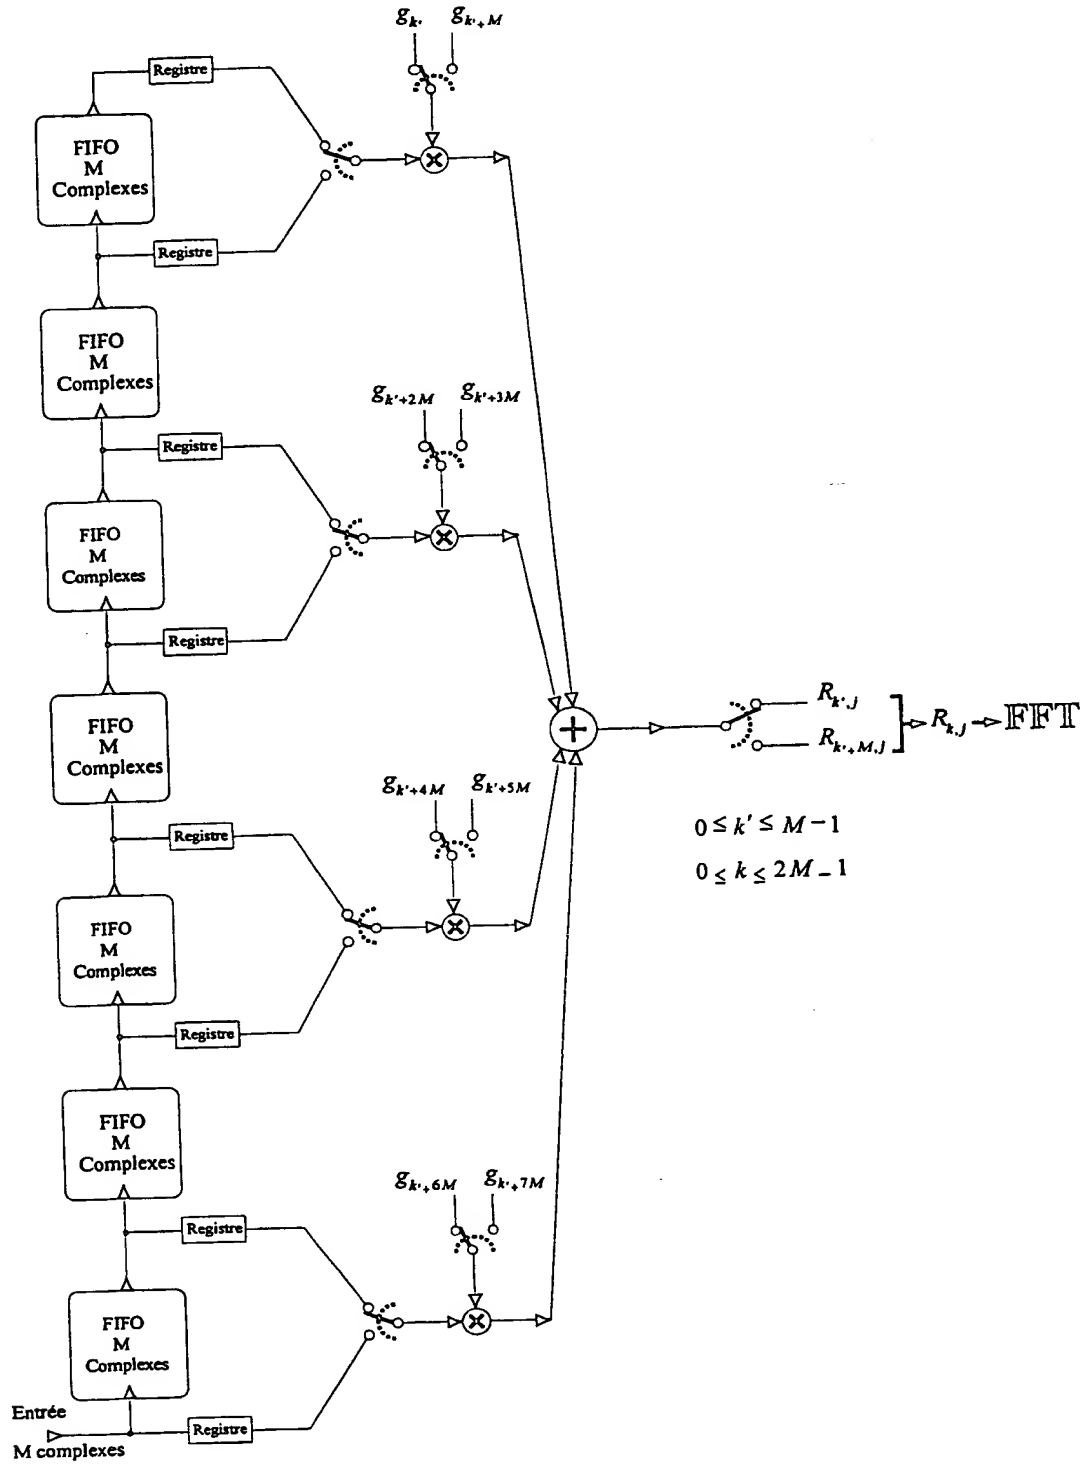 g_{k'} g_{k'+M}
Registre
FIFO
M
Complexes
Registre
FIFO
M
Complexes
g_{k'+2M} g_{k'+3M}
Registre
FIFO
M
Complexes
Registre
FIFO
M
Complexes
R_{k',j}
R_{k'+M,j}
R_{k,j}
FFT
g_{k'+4M} g_{k'+5M}
0 ≤ k' ≤ M-1
0 ≤ k ≤ 2M-1
Registre
FIFO
M
Complexes
Registre
FIFO
M
Complexes
g_{k'+6M} g_{k'+7M}
Registre
FIFO
M
Complexes
Entrée
M complexes
Registre